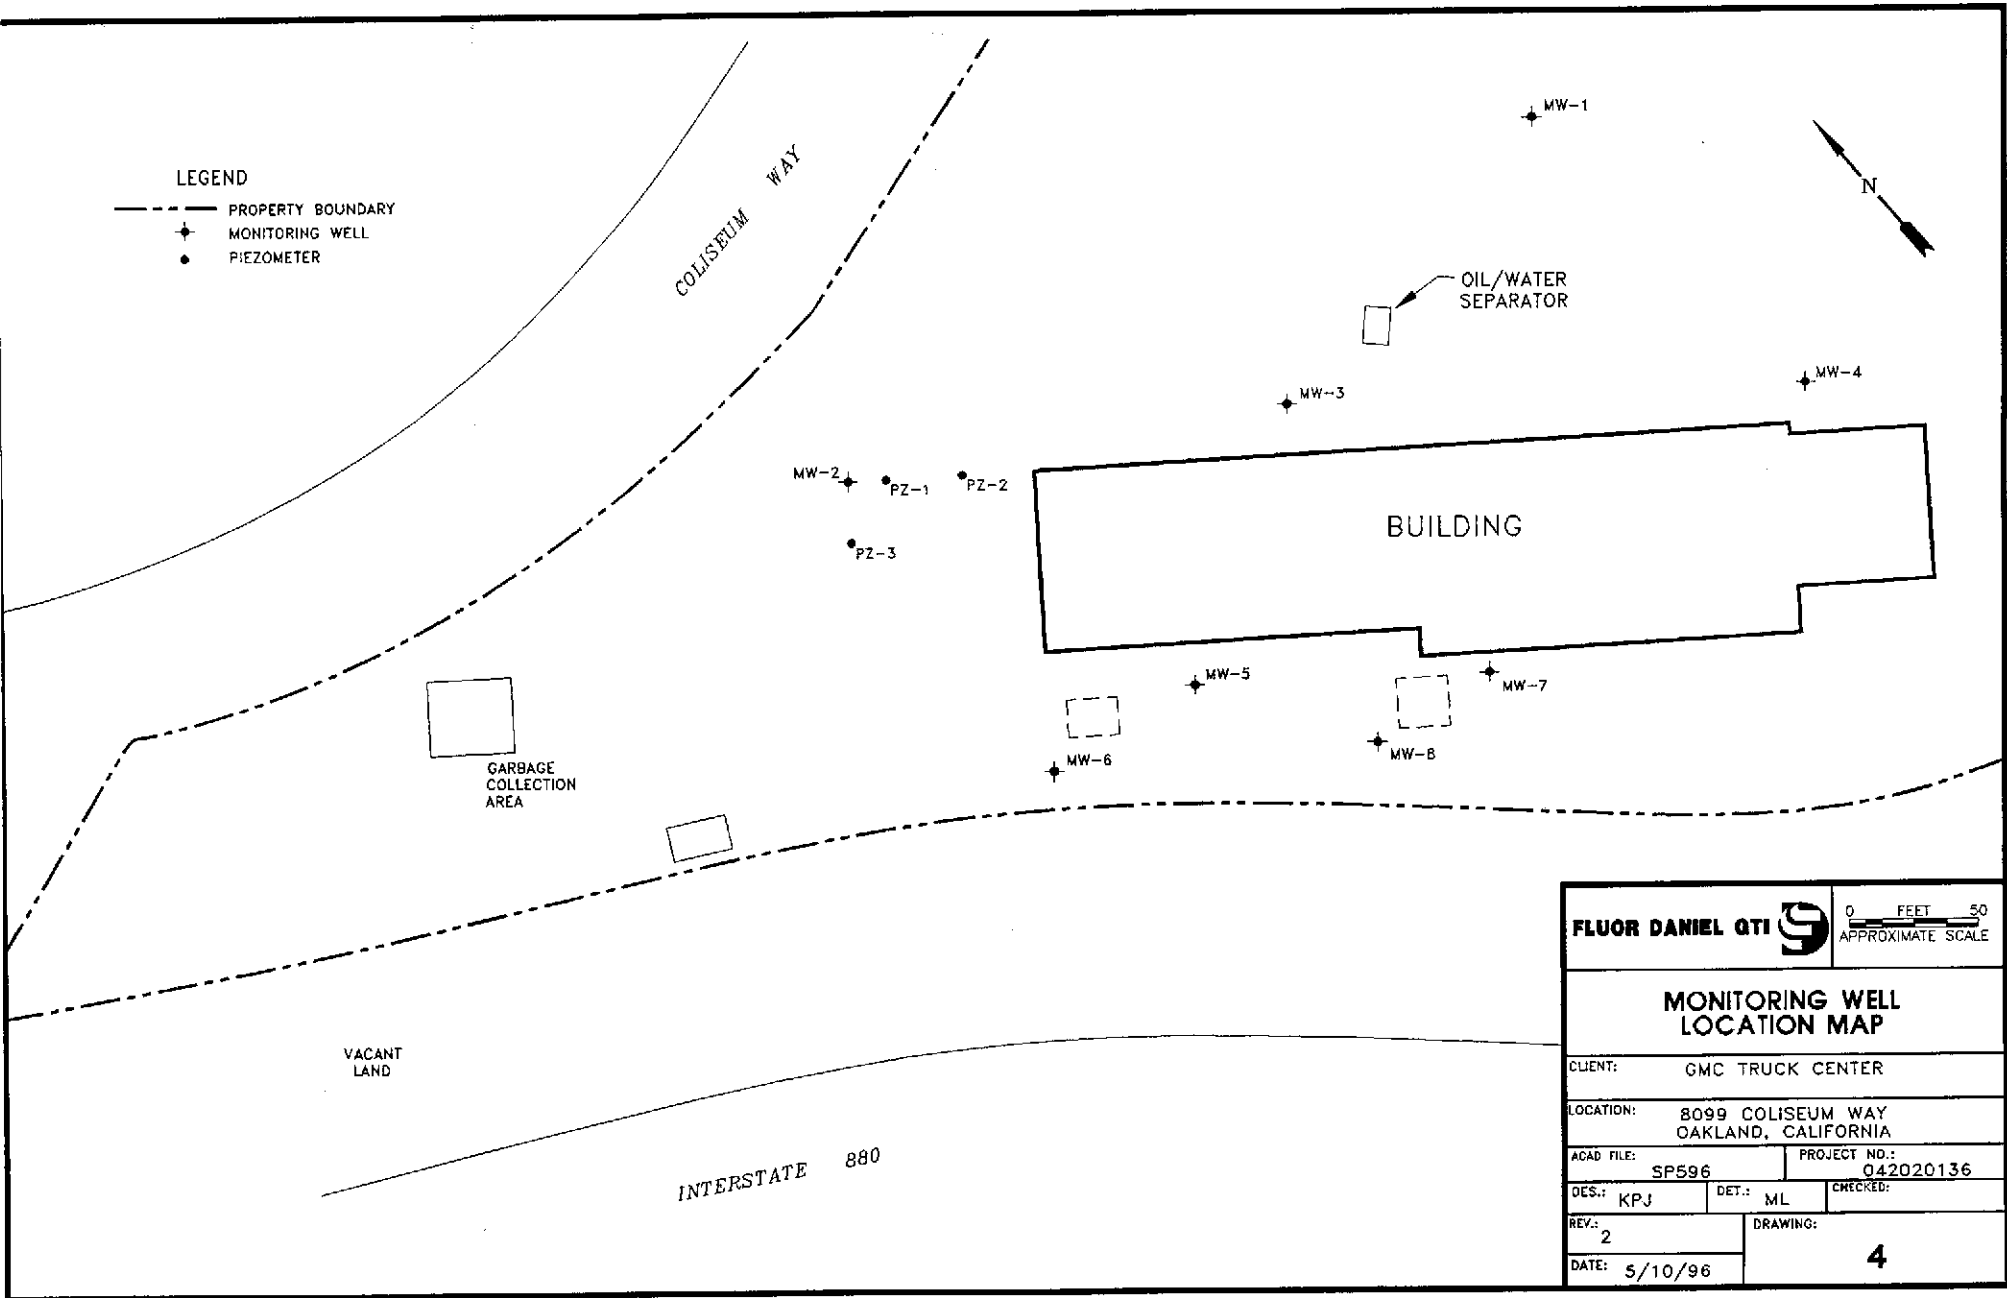 LEGEND
PROPERTY BOUNDARY
MONITORING WELL
PIEZOMETER
COLISEUM WAY
MW-1
N
OIL/WATER
SEPARATOR
MW-3
MW-4
MW-2
PZ-1
PZ-2
PZ-3
BUILDING
MW-5
MW-7
MW-6
MW-8
GARBAGE
COLLECTION
AREA
VACANT
LAND
INTERSTATE 880
FLUOR DANIEL GTI
0 FEET 50
APPROXIMATE SCALE
MONITORING WELL
LOCATION MAP
CLIENT: GMC TRUCK CENTER
LOCATION: 8099 COLISEUM WAY
OAKLAND, CALIFORNIA
ACAD FILE: SP596
PROJECT NO.: 042020136
DES.: KPJ
DET.: ML
CHECKED:
REV.: 2
DRAWING: 4
DATE: 5/10/96